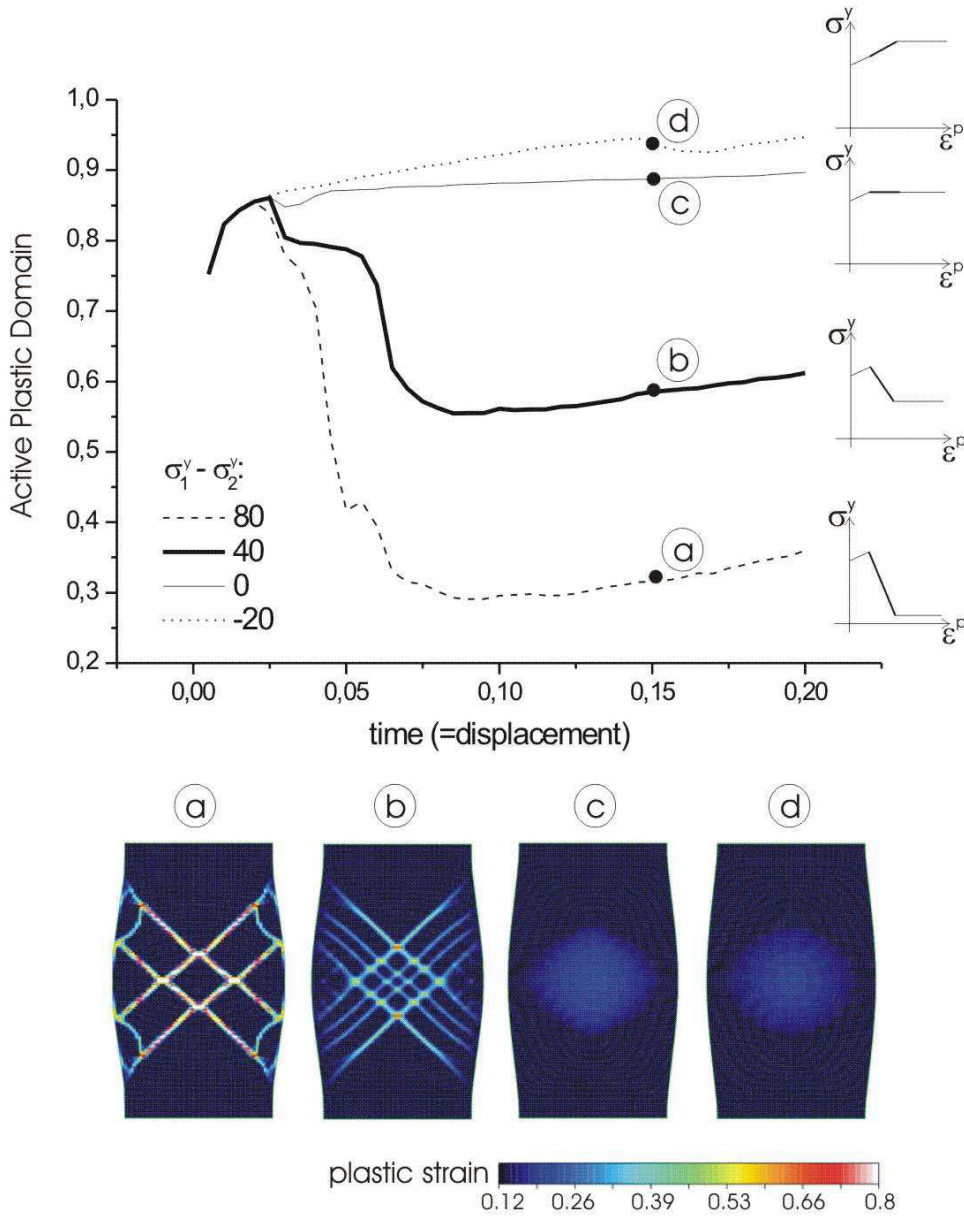 σy
εp
1,0
0,9
0,8
0,7
0,6
0,5
0,4
0,3
0,2
Active Plastic Domain
d
c
b
a
σy
εp
σy
εp
σy
εp
σ1y - σ2y:
80
40
0
-20
0,00
0,05
0,10
0,15
0,20
time (=displacement)
a
b
c
d
plastic strain
0.12
0.26
0.39
0.53
0.66
0.8